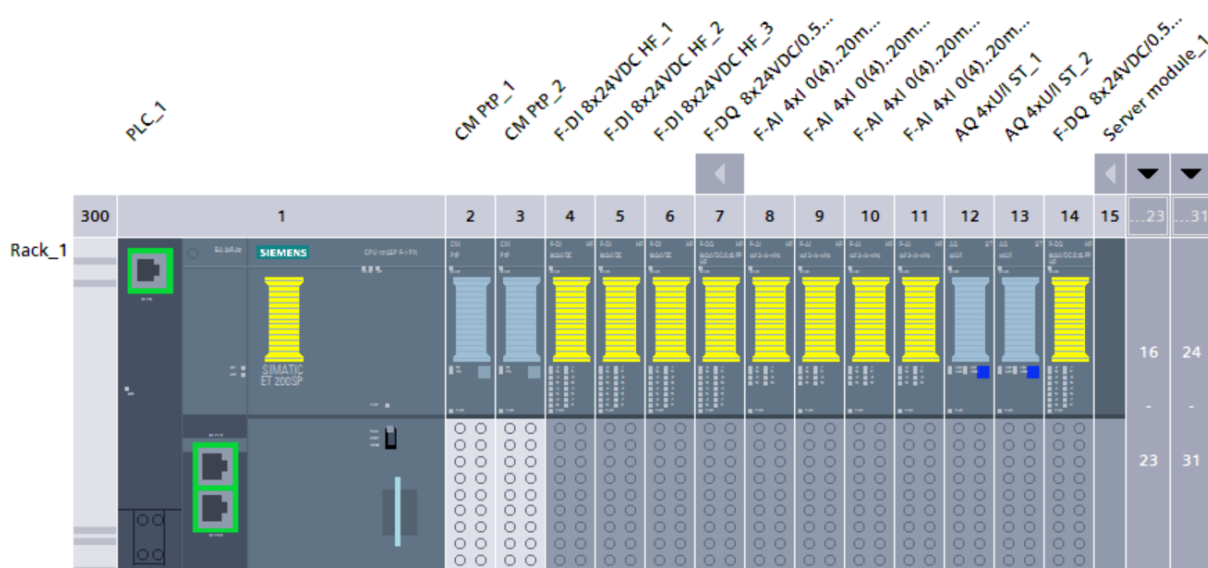 PLC_1
CM PtP_1
CM PtP_2
F-DI 8x24VDC HF_1
F-DI 8x24VDC HF_2
F-DI 8x24VDC HF_3
F-DQ 8x24VDC/0.5...
F-AI 4xI 0(4)..20m...
F-AI 4xI 0(4)..20m...
F-AI 4xI 0(4)..20m...
F-AI 4xI 0(4)..20m...
AQ 4xU/I ST_1
AQ 4xU/I ST_2
F-DQ 8x24VDC/0.5...
Server module_1
300 1 2 3 4 5 6 7 8 9 10 11 12 13 14 15 ...23 ...31
Rack_1
SIEMENS
SIMATIC
ET 200SP
16 24
- -
23 31